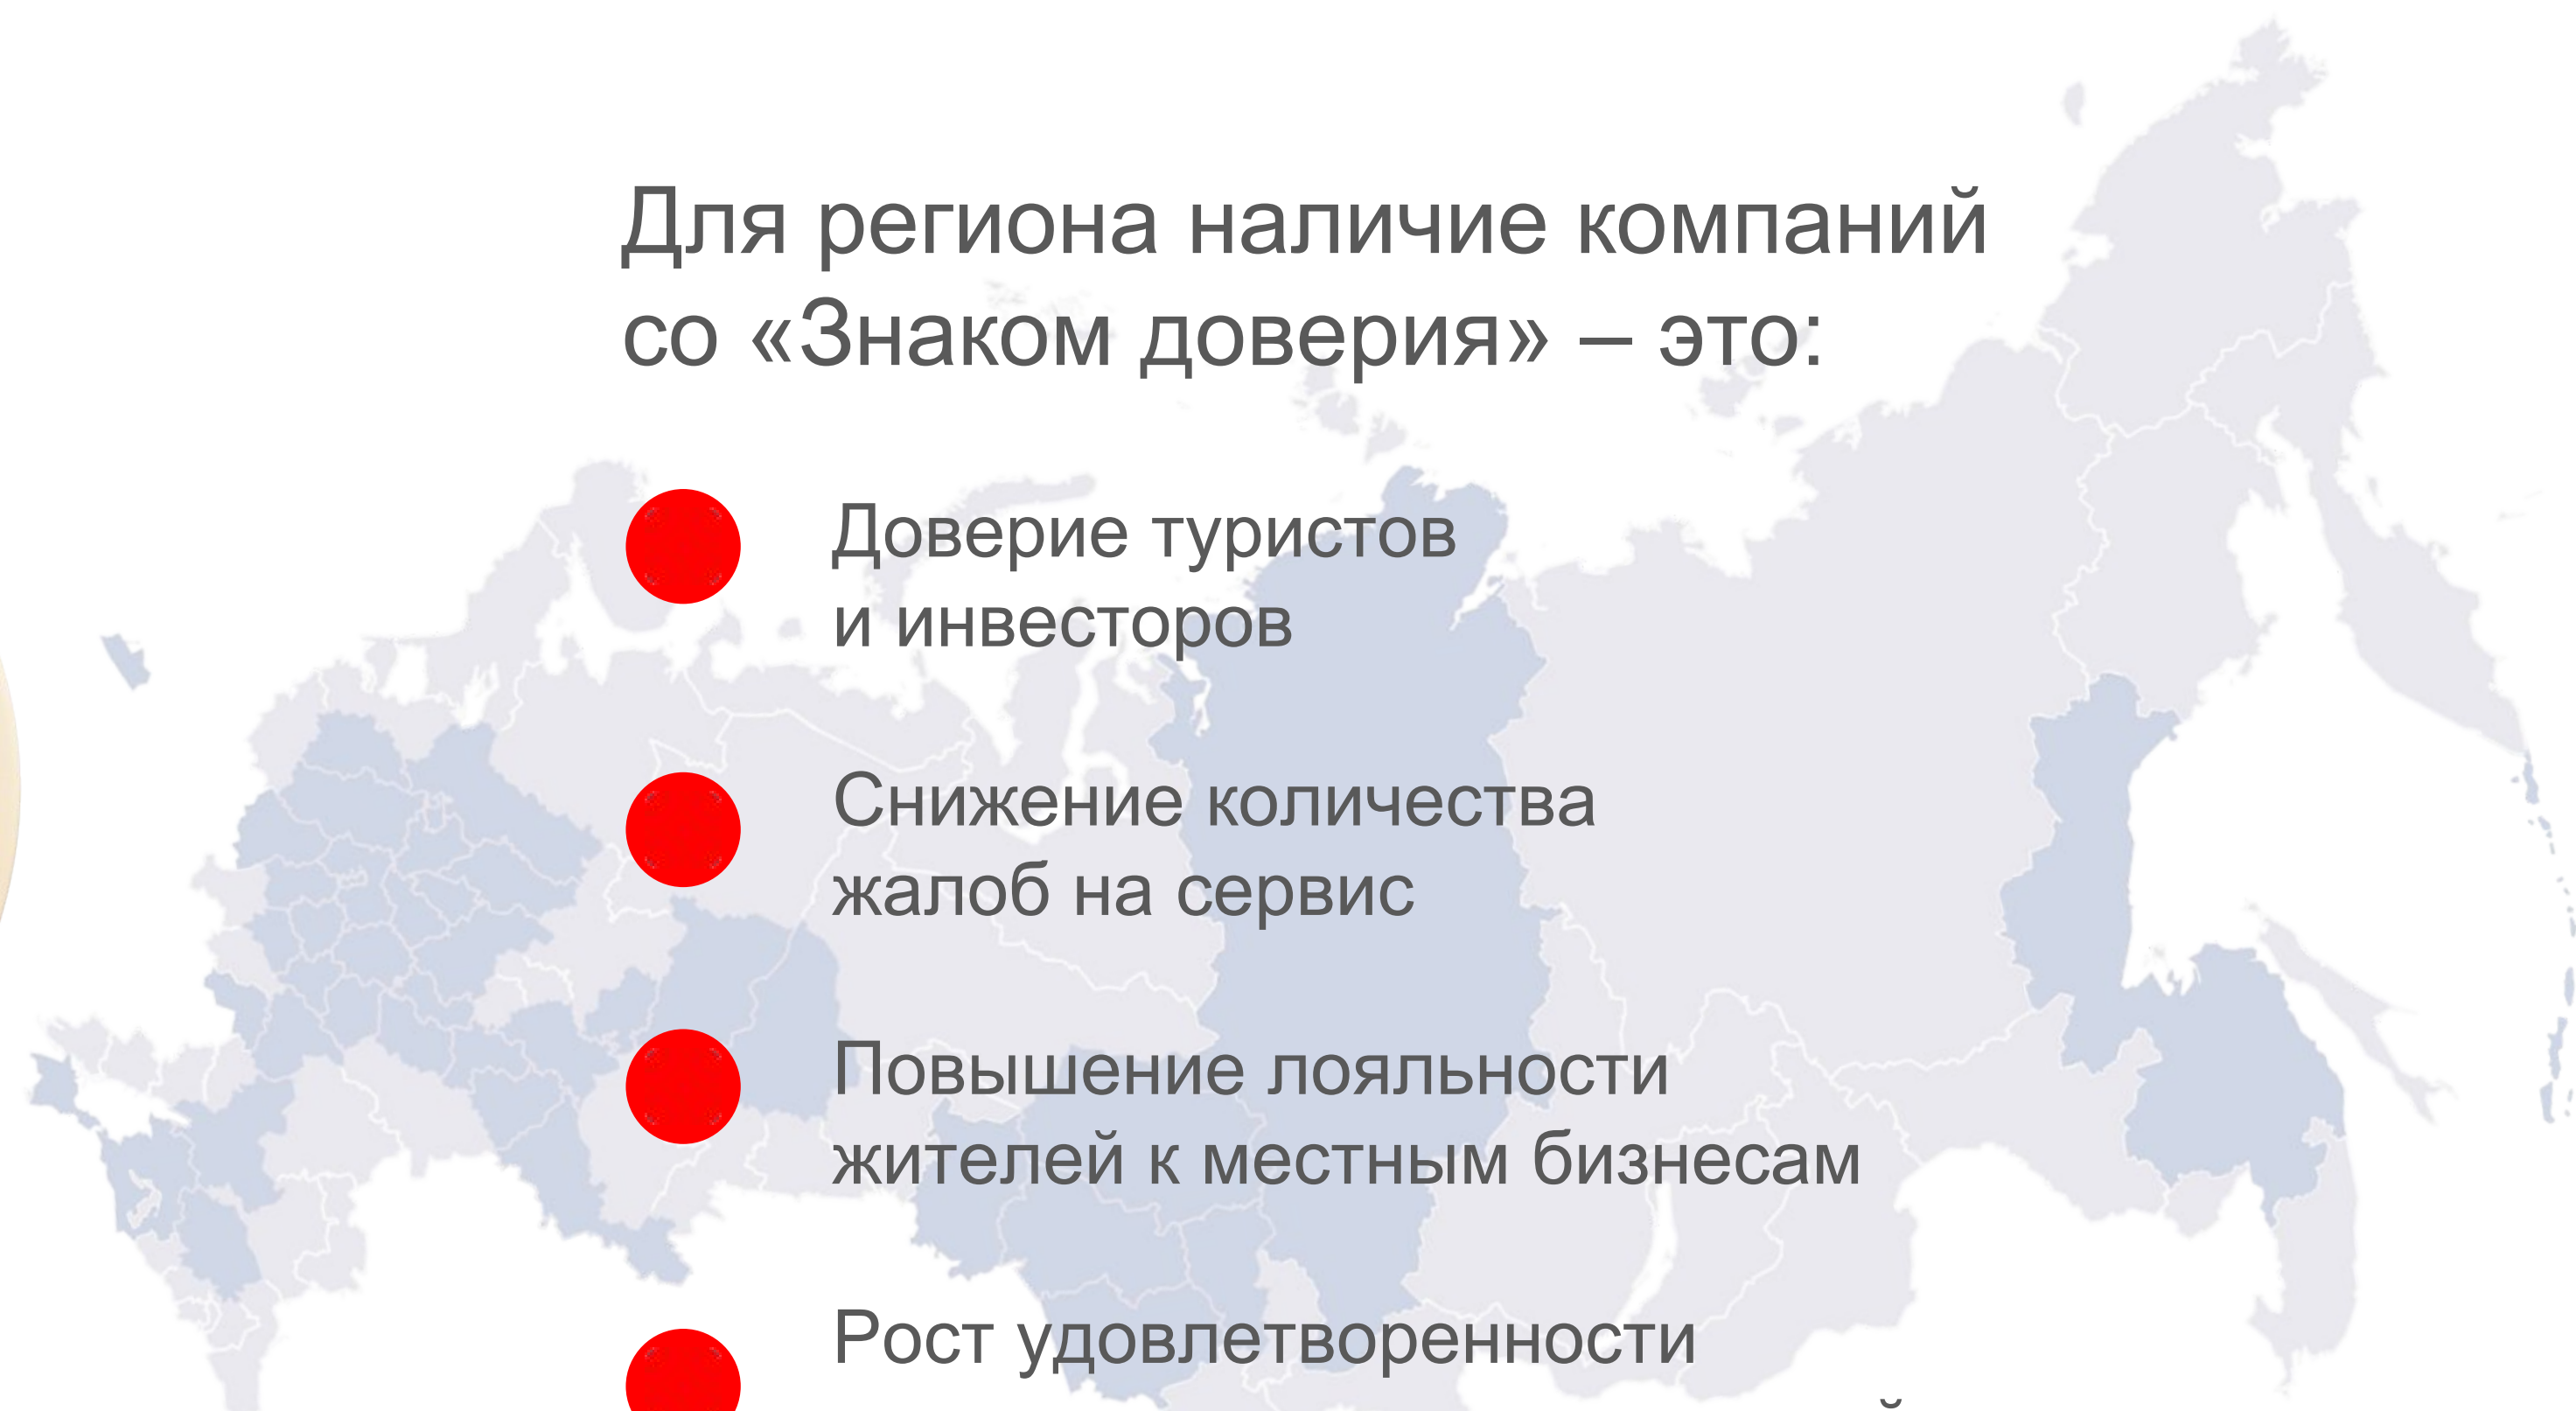 Для региона наличие компаний
со «Знаком доверия» – это:
Доверие туристов
и инвесторов
Снижение количества
жалоб на сервис
Повышение лояльности
жителей к местным бизнесам
Рост удовлетворенности